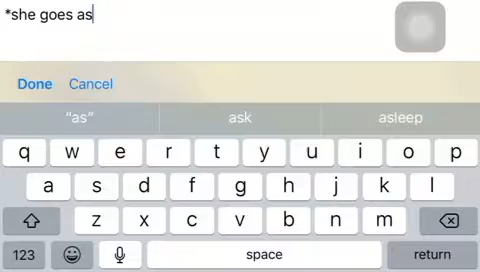 *she goes as
Done Cancel
"as" ask asleep
q w e r t y u i o p
a s d f g h j k l
z x c v b n m
123 space return